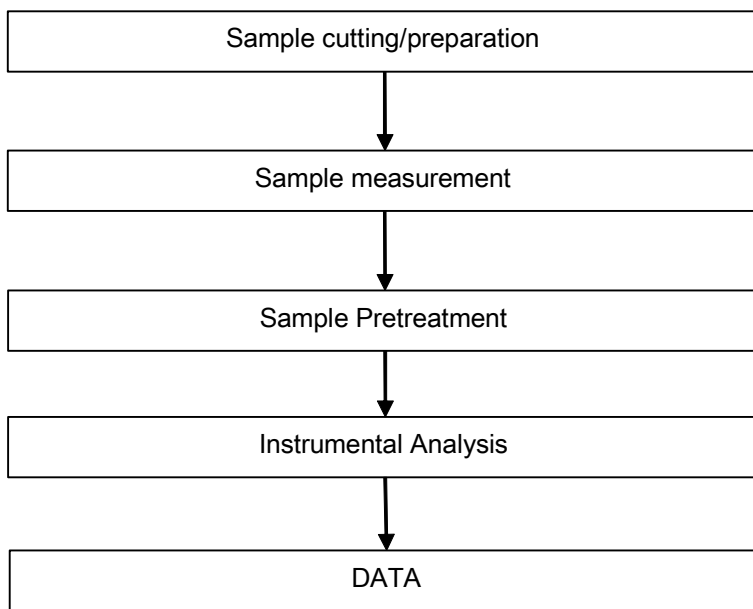 Sample cutting/preparation
Sample measurement
Sample Pretreatment
Instrumental Analysis
DATA